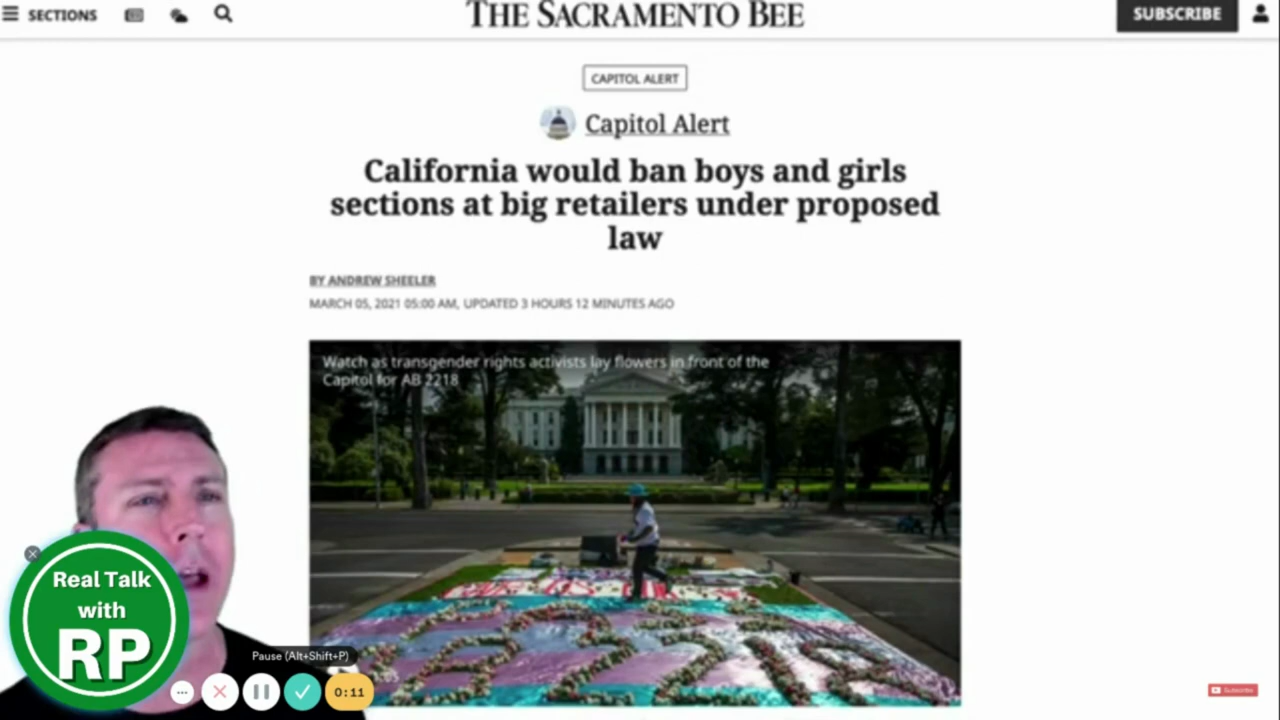 SECTIONS
THE SACRAMENTO BEE
SUBSCRIBE
CAPITOL ALERT
Capitol Alert
California would ban boys and girls
sections at big retailers under proposed
law
BY ANDREW SHEELER
MARCH 05, 2021 05:00 AM, UPDATED 3 HOURS 12 MINUTES AGO
Watch as transgender rights activists lay flowers in front of the
Capitol for AB 2218
2218
Real Talk
with
RP
Pause (Alt+Shift+P)
0:11
Subscribe